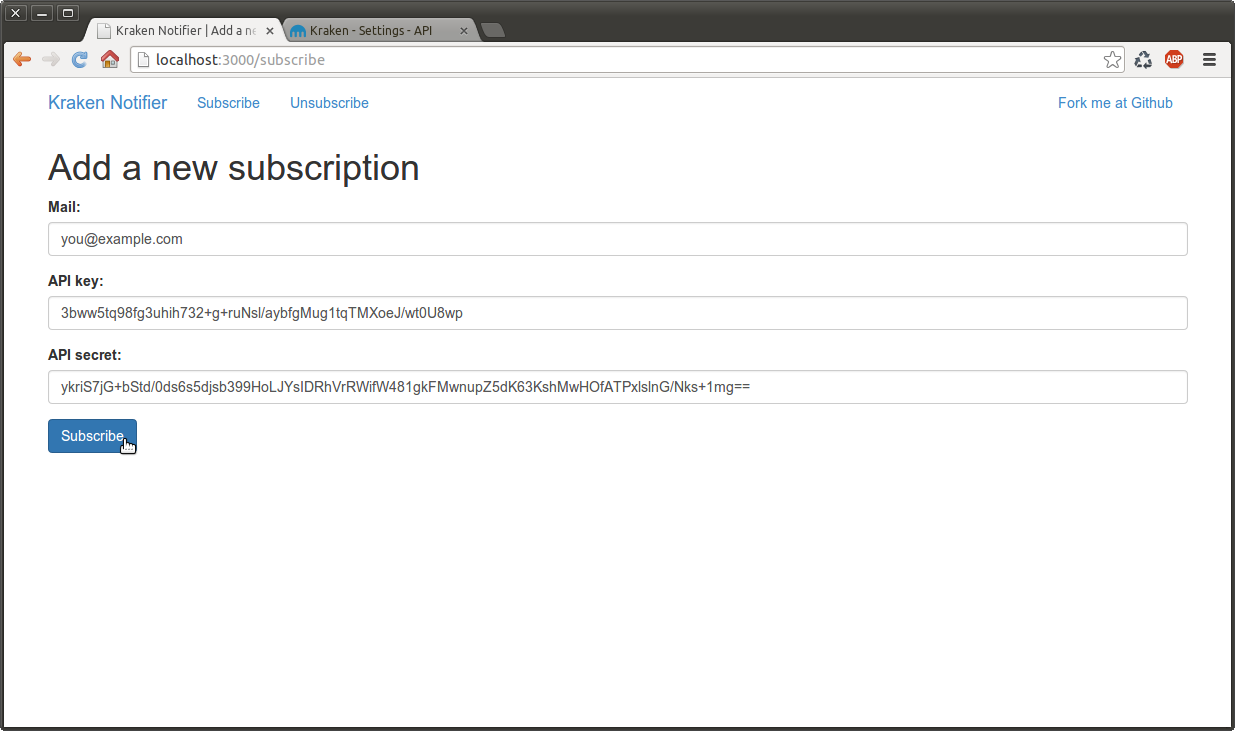 Kraken Notifier | Add a ne
Kraken - Settings - API
localhost:3000/subscribe
ABP
Kraken Notifier Subscribe Unsubscribe Fork me at Github
Add a new subscription
Mail:
you@example.com
API key:
3bww5tq98fg3uhih732+g+ruNsl/aybfgMug1tqTMXoeJ/wt0U8wp
API secret:
ykriS7jG+bStd/0ds6s5djsb399HoLJYsIDRhVrRWifW481gkFMwnupZ5dK63KshMwHOfATPxlslnG/Nks+1mg==
Subscribe